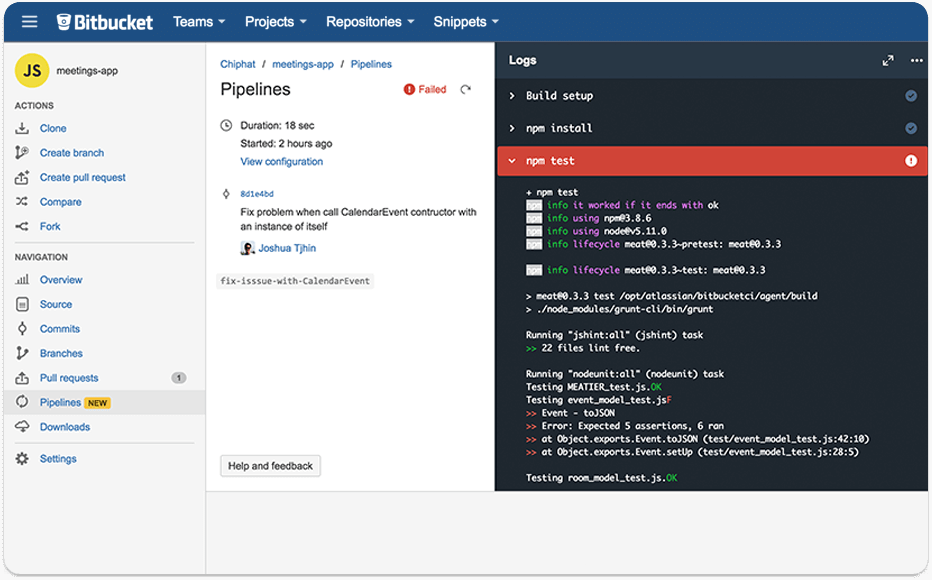 Bitbucket Teams Projects Repositories Snippets
JS meetings-app
ACTIONS
Clone
Create branch
Create pull request
Compare
Fork
NAVIGATION
Overview
Source
Commits
Branches
Pull requests 1
Pipelines NEW
Downloads
Settings
Chiphat / meetings-app / Pipelines
Pipelines Failed
Duration: 18 sec
Started: 2 hours ago
View configuration
8d1e4bd
Fix problem when call CalendarEvent contructor with
an instance of itself
Joshua Tjhin
fix-isssue-with-CalendarEvent
Help and feedback
Logs
Build setup
npm install
npm test
+ npm test
npm info it worked if it ends with ok
npm info using npm@3.8.6
npm info using node@v5.11.0
npm info lifecycle meat@0.3.3~pretest: meat@0.3.3
npm info lifecycle meat@0.3.3~test: meat@0.3.3
> meat@0.3.3 test /opt/atlassian/bitbucketci/agent/build
> ./node_modules/grunt-cli/bin/grunt
Running "jshint:all" (jshint) task
>> 22 files lint free.
Running "nodeunit:all" (nodeunit) task
Testing MEATIER_test.js.OK
Testing event_model_test.jsF
>> Event - toJSON
>> Error: Expected 5 assertions, 6 ran
>> at Object.exports.Event.toJSON (test/event_model_test.js:42:10)
>> at Object.exports.Event.setUp (test/event_model_test.js:28:5)
Testing room_model_test.js.OK